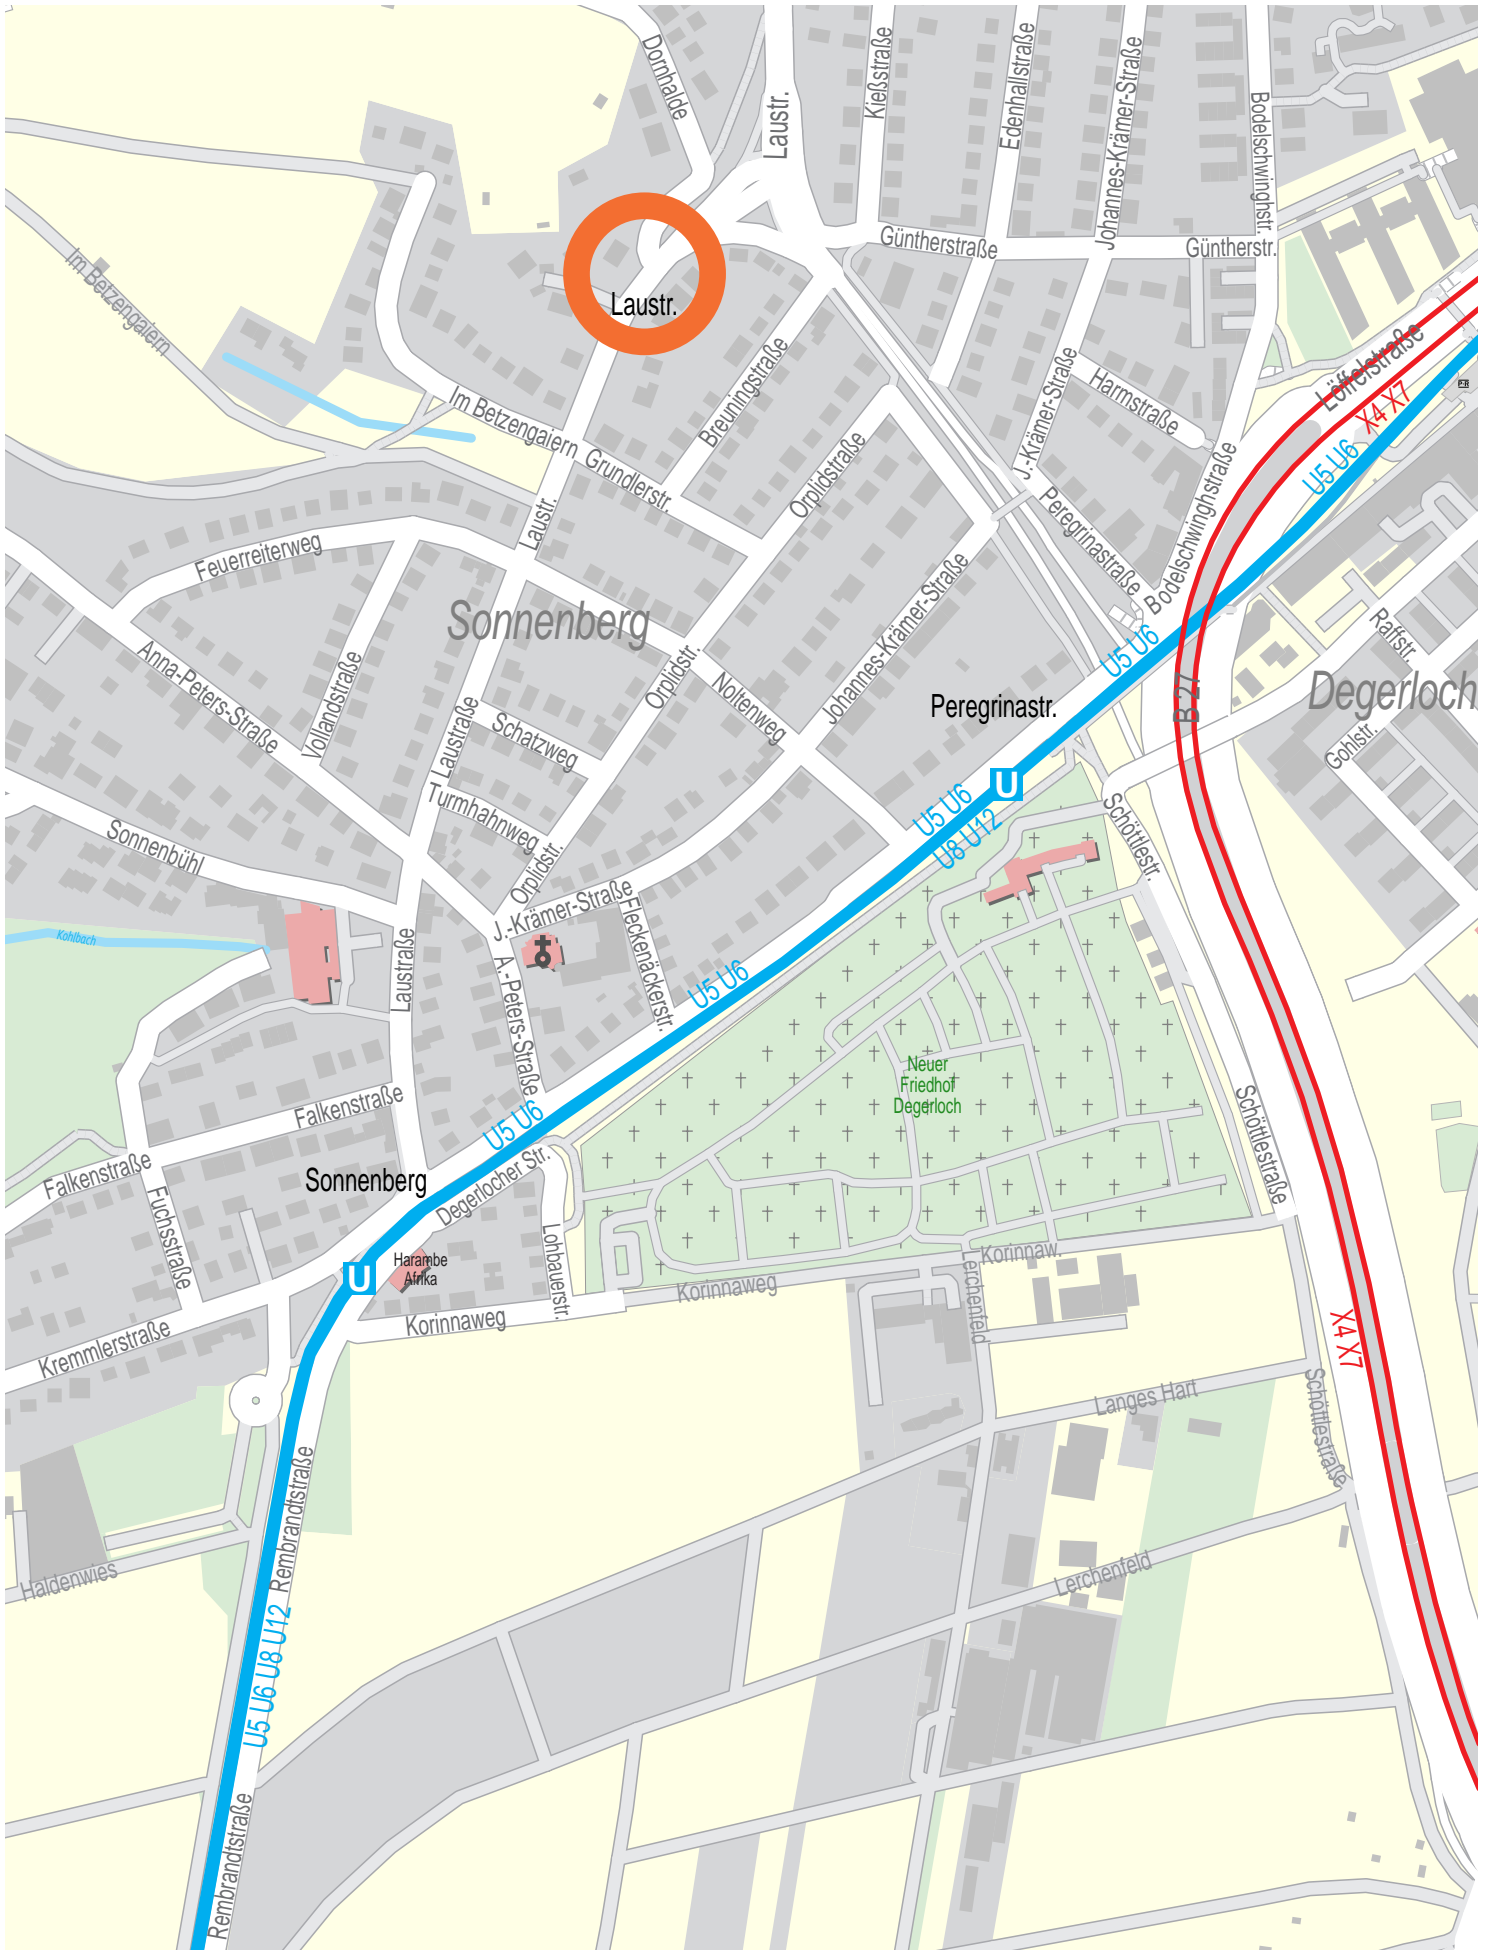 Dornhalde
Laustr.
Kießstraße
Edenhallstraße
Johannes-Krämer-Straße
Bodelschwinghstr.
Im Betzengaiern
Güntherstraße
Güntherstr.
Laustr.
Löffelstraße
X4 X7
P+R
U5 U6
Breuningstraße
J.-Krämer-Straße
Harmstraße
Im Betzengaiern
Grundlerstr.
Orplidstraße
Laustr.
Peregrinastraße
Bodelschwinghstraße
Feuerreiterweg
Sonnenberg
Johannes-Krämer-Straße
Raffstr.
U5 U6
Anna-Peters-Straße
Vollandstraße
Orplidstr.
Noltenweg
Peregrinastr.
B 27
Degerloch
Laustraße
Schatzweg
Gohlstr.
Turmhahnweg
U
U5 U6
U8 U12
Schöttlestr.
Sonnenbühl
Orplidstr.
J.-Krämer-Straße
Fleckenäckerstr.
Kohlbach
Laustraße
A.-Peters-Straße
U5 U6
Neuer
Friedhof
Degerloch
Falkenstraße
U5 U6
Schöttlestraße
Falkenstraße
Sonnenberg
Degerlocher Str.
Fuchsstraße
Lohbauerstr.
Harambe
Afrika
U
Korinnaw.
Korinnaweg
Lerchenfeld
Korinnaweg
Kremmlerstraße
X4 X7
Langes Hart
Schöttlestraße
Rembrandtstraße
Haldenwies
Lerchenfeld
U5 U6 U8 U12
Rembrandtstraße